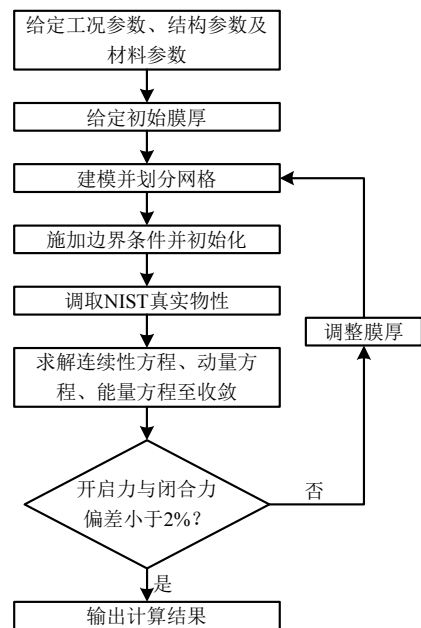 给定工况参数、结构参数及
材料参数
给定初始膜厚
建模并划分网格
施加边界条件并初始化
调取NIST真实物性
调整膜厚
求解连续性方程、动量方
程、能量方程至收敛
开启力与闭合力
偏差小于2%?
否
是
输出计算结果